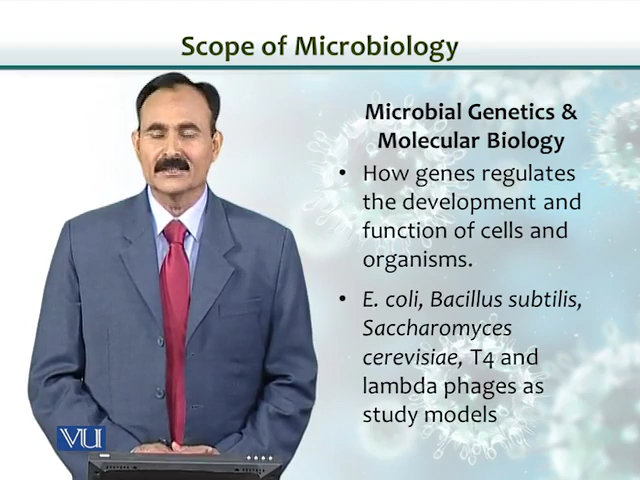 Scope of Microbiology
Microbial Genetics &
Molecular Biology
• How genes regulates
the development and
function of cells and
organisms.
• E. coli, Bacillus subtilis,
Saccharomyces
cerevisiae, T4 and
lambda phages as
study models
VU